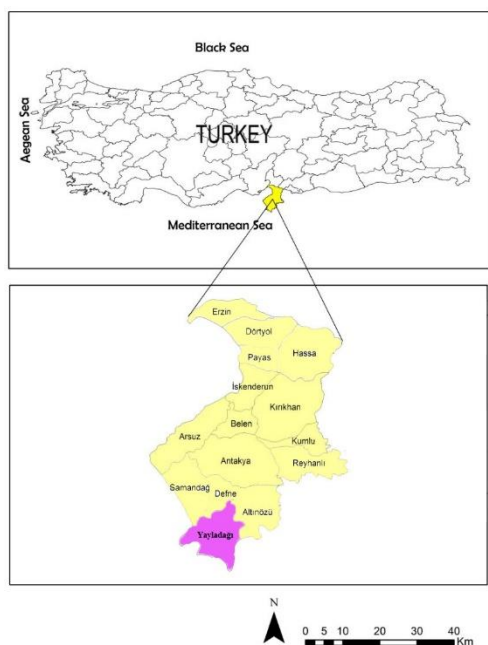 Black Sea
Aegean Sea
TURKEY
Mediterranean Sea
Erzin
Dörtyol
Hassa
Payas
İskenderun
Kırıkhan
Belen
Arsuz
Kumlu
Antakya
Reyhanlı
Samandağ
Defne
Altınözü
Yayladağı
N
0 5 10 20 30 40
Km